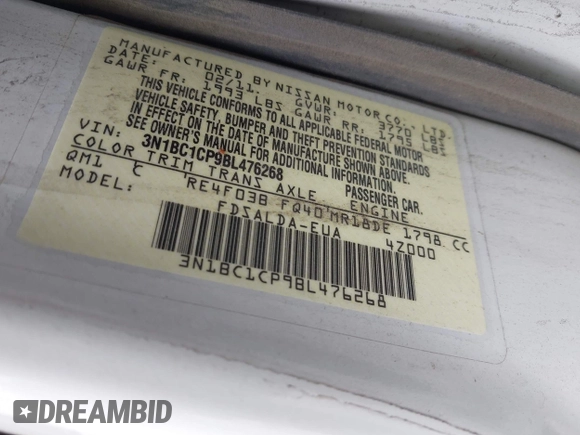 MANUFACTURED BY NISSAN MOTOR CO., LTD.
DATE: 02/11. GVWR: 3770 LBS
GAWR FR: 1993 LBS GAWR RR: 1795 LBS
THIS VEHICLE CONFORMS TO ALL APPLICABLE FEDERAL MOTOR
VEHICLE SAFETY, BUMPER AND THEFT PREVENTION STANDARDS
IN EFFECT ON THE DATE OF MANUFACTURE SHOWN ABOVE.
SEE OWNER'S MANUAL FOR ADDITIONAL INFORMATION.
VIN: 3N1BC1CP9BL476268 PASSENGER CAR.
COLOR TRIM TRANS AXLE ENGINE
QM1 C RE4F03B FQ40 MR18DE 1798 CC
MODEL: FDSALDA-EUA 4Z000
3N1BC1CP9BL476268
DREAMBID